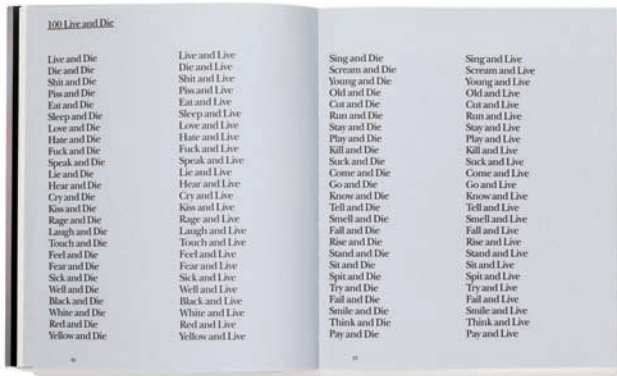 100 Live and Die
Live and Die
Die and Die
Shit and Die
Piss and Die
Eat and Die
Sleep and Die
Love and Die
Hate and Die
Fuck and Die
Speak and Die
Lie and Die
Hear and Die
Cry and Die
Kiss and Die
Rage and Die
Laugh and Die
Touch and Die
Feel and Die
Fear and Die
Sick and Die
Well and Die
Black and Die
White and Die
Red and Die
Yellow and Die
Live and Live
Die and Live
Shit and Live
Piss and Live
Eat and Live
Sleep and Live
Love and Live
Hate and Live
Fuck and Live
Speak and Live
Lie and Live
Hear and Live
Cry and Live
Kiss and Live
Rage and Live
Laugh and Live
Touch and Live
Feel and Live
Fear and Live
Sick and Live
Well and Live
Black and Live
White and Live
Red and Live
Yellow and Live
Sing and Die
Scream and Die
Young and Die
Old and Die
Cut and Die
Run and Die
Stay and Die
Play and Die
Kill and Die
Suck and Die
Come and Die
Go and Die
Know and Die
Tell and Die
Smell and Die
Fall and Die
Rise and Die
Stand and Die
Sit and Die
Spit and Die
Try and Die
Fail and Die
Smile and Die
Think and Die
Pay and Die
Sing and Live
Scream and Live
Young and Live
Old and Live
Cut and Live
Run and Live
Stay and Live
Play and Live
Kill and Live
Suck and Live
Come and Live
Go and Live
Know and Live
Tell and Live
Smell and Live
Fall and Live
Rise and Live
Stand and Live
Sit and Live
Spit and Live
Try and Live
Fail and Live
Smile and Live
Think and Live
Pay and Live